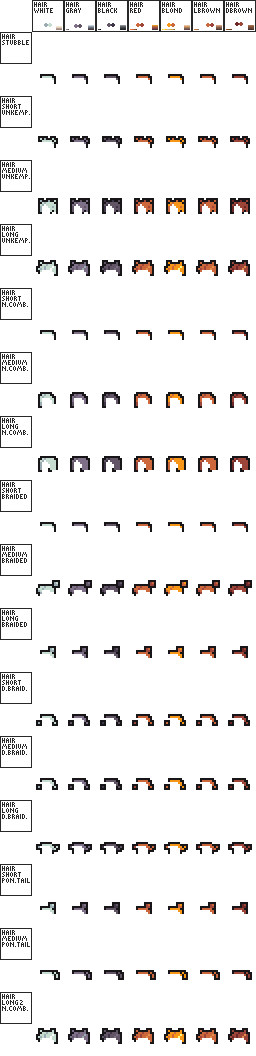 HAIR WHITE
HAIR GRAY
HAIR BLACK
HAIR RED
HAIR BLOND
HAIR LBROWN
HAIR DBROWN
HAIR
STUBBLE
HAIR
SHORT
UNKEMP.
HAIR
MEDIUM
UNKEMP.
HAIR
LONG
UNKEMP.
HAIR
SHORT
N.COMB.
HAIR
MEDIUM
N.COMB.
HAIR
LONG
N.COMB.
HAIR
SHORT
BRAIDED
HAIR
MEDIUM
BRAIDED
HAIR
LONG
BRAIDED
HAIR
SHORT
D.BRAID.
HAIR
MEDIUM
D.BRAID.
HAIR
LONG
D.BRAID.
HAIR
SHORT
PON.TAIL
HAIR
MEDIUM
PON.TAIL
HAIR
LONG2
N.COMB.